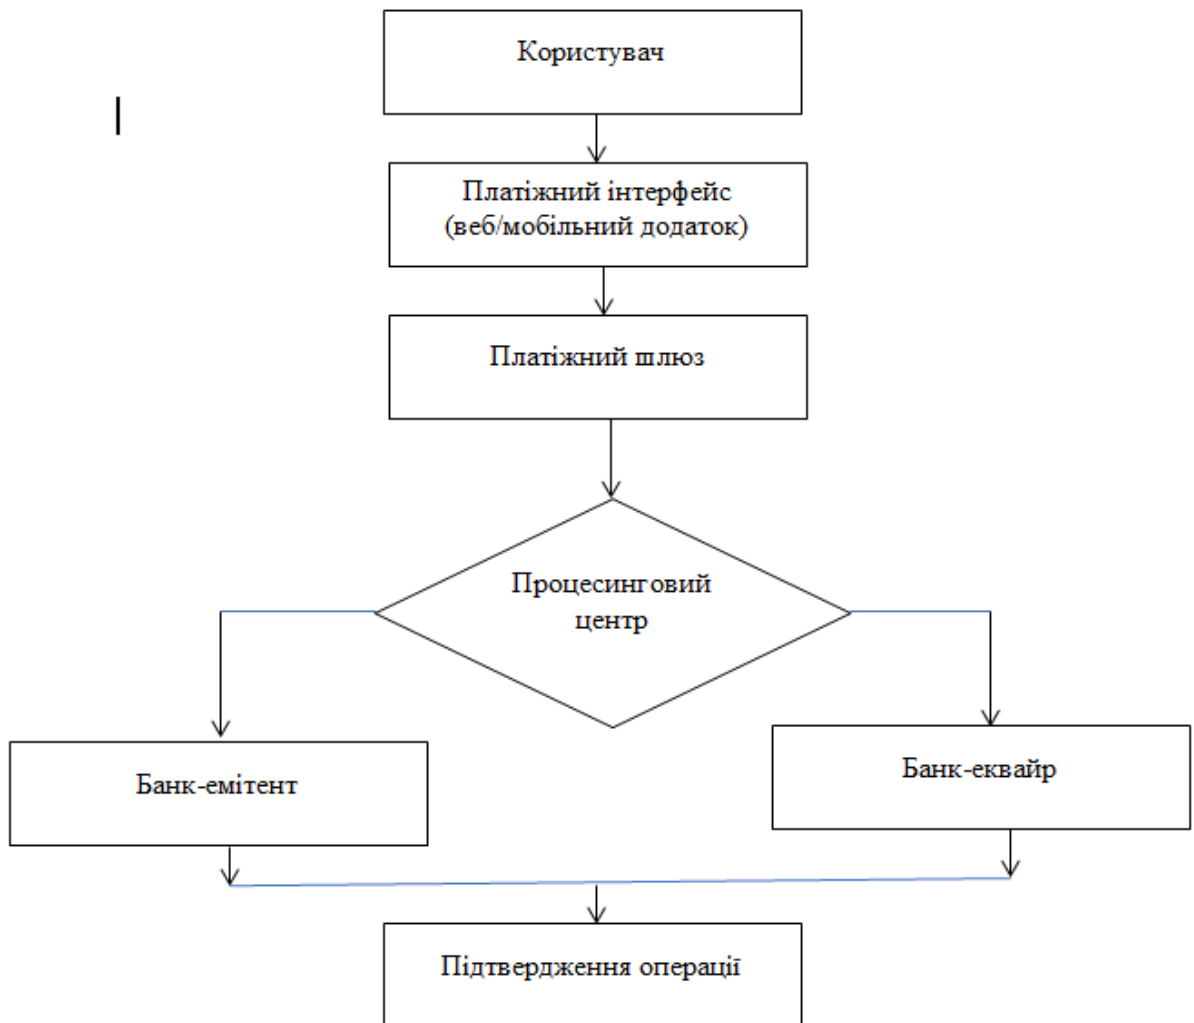 Користувач
Платіжний інтерфейс
(веб/мобільний додаток)
Платіжний шлюз
Процесинговий
центр
Банк-емітент
Банк-еквайр
Підтвердження операції